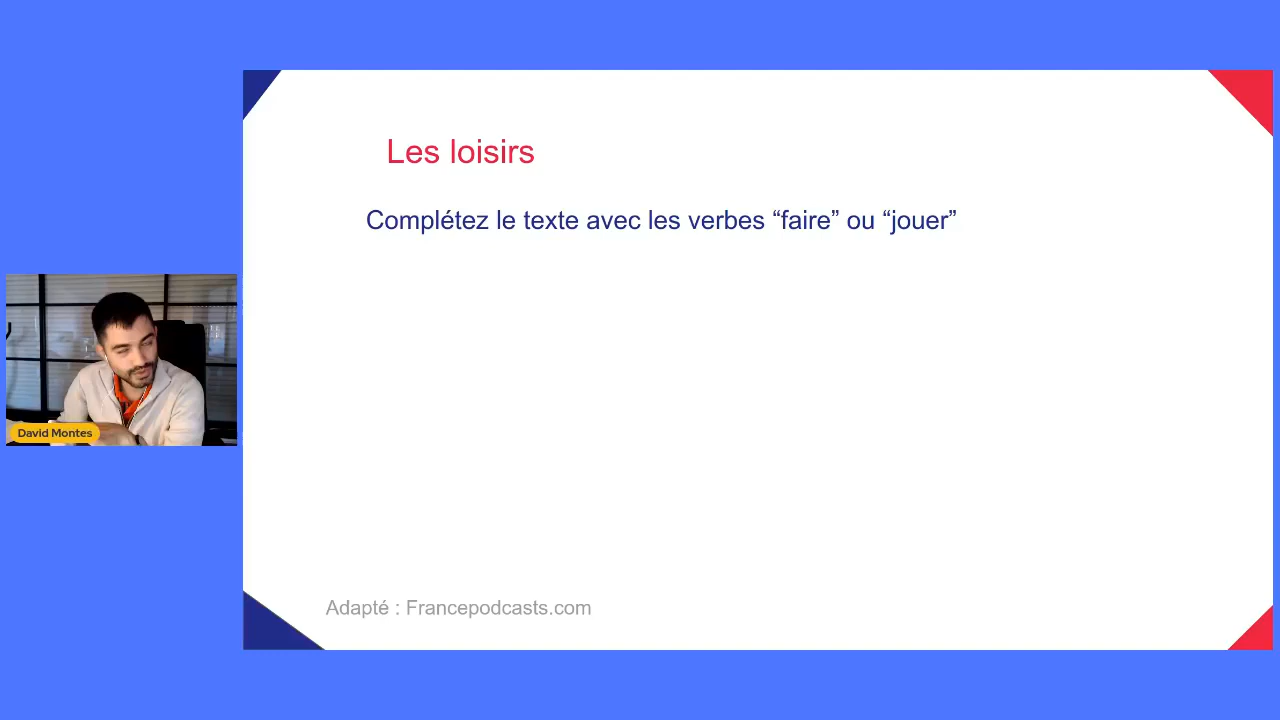 Les loisirs
Complétez le texte avec les verbes “faire” ou “jouer”
David Montes
Adapté : Francepodcasts.com